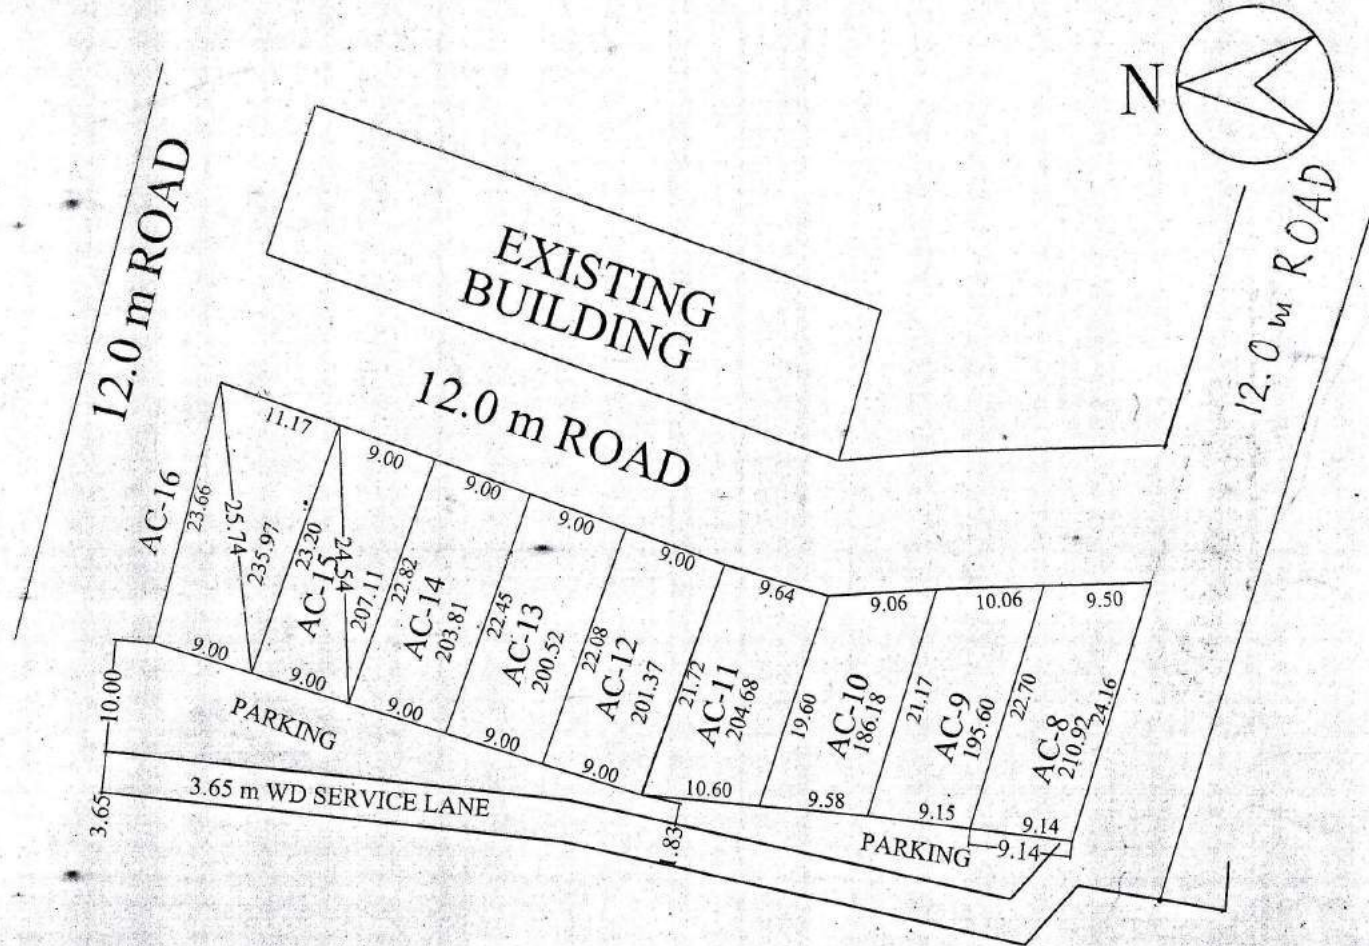 N
12.0 m ROAD
12.0 m ROAD
EXISTING
BUILDING
12.0 m ROAD
11.17
9.00
9.00
9.00
9.00
9.64
9.06
10.06
9.50
AC-16
23.66
25.74
235.97
23.20
AC-15
24.54
207.11
22.82
AC-14
203.81
22.45
AC-13
200.52
22.08
AC-12
201.37
21.72
AC-11
204.68
19.60
AC-10
186.18
21.17
AC-9
195.60
22.70
AC-8
210.92
24.16
9.00
9.00
9.00
9.00
9.00
10.60
9.58
9.15
9.14
9.14
10.00
PARKING
3.65
3.65 m WD SERVICE LANE
1.83
PARKING